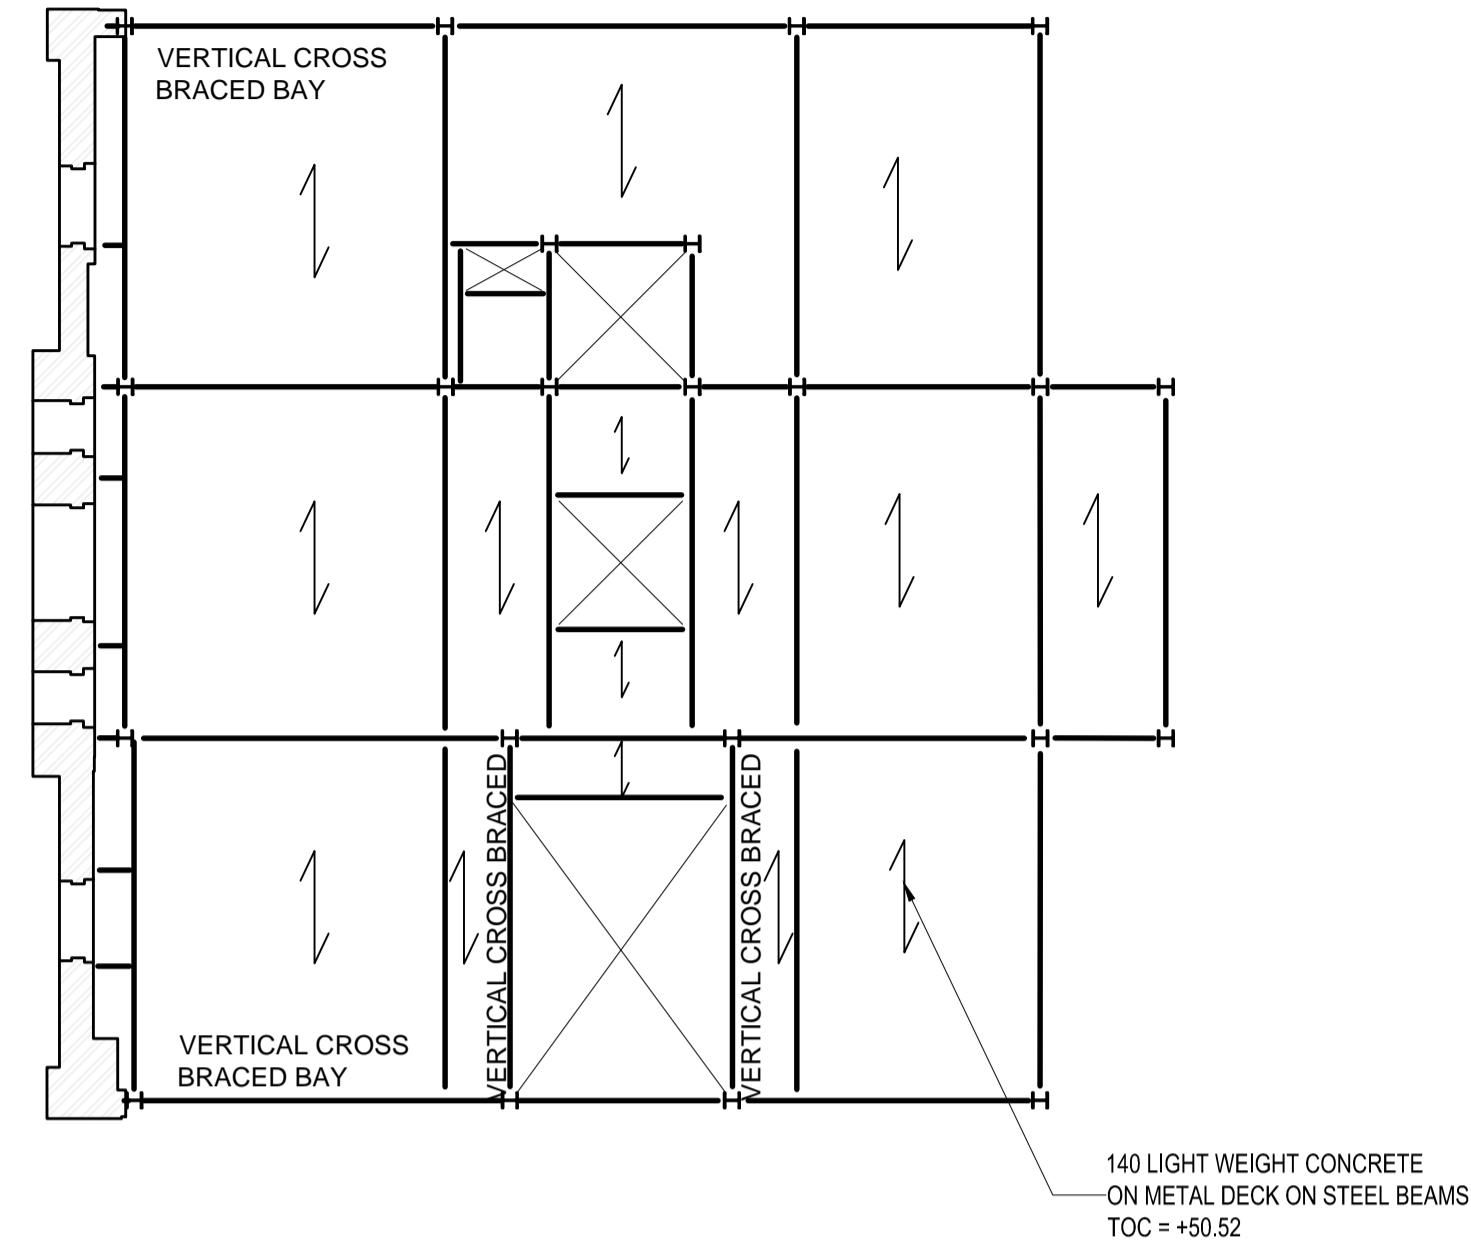 VERTICAL CROSS
BRACED BAY
VERTICAL CROSS BRACED
VERTICAL CROSS BRACED
VERTICAL CROSS
BRACED BAY
140 LIGHT WEIGHT CONCRETE
ON METAL DECK ON STEEL BEAMS
TOC = +50.52